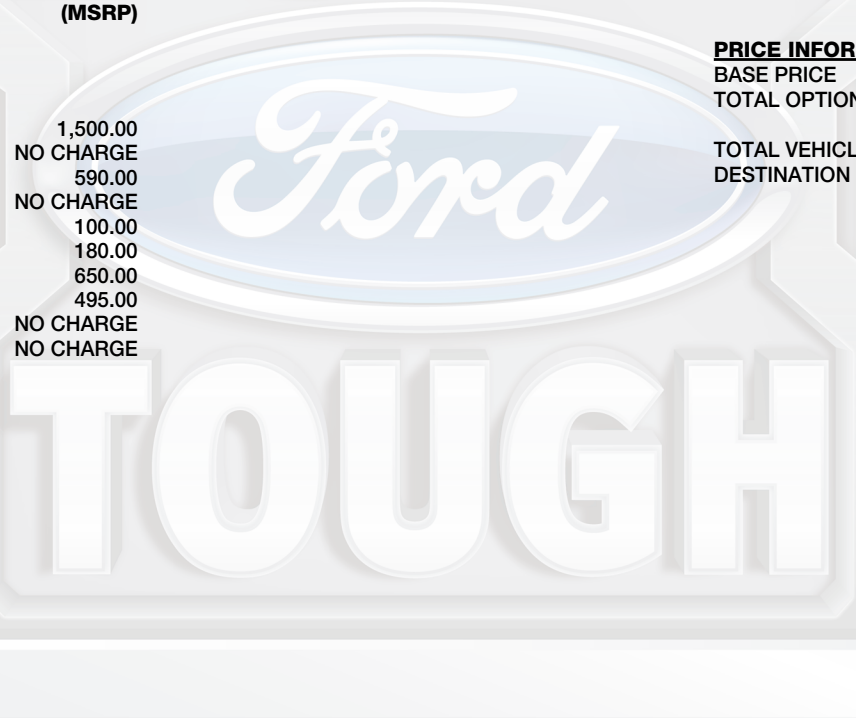 (MSRP)
1,500.00
NO CHARGE
590.00
NO CHARGE
100.00
180.00
650.00
495.00
NO CHARGE
NO CHARGE
PRICE INFOR
BASE PRICE
TOTAL OPTION
TOTAL VEHICL
DESTINATION
Ford
TOUGH